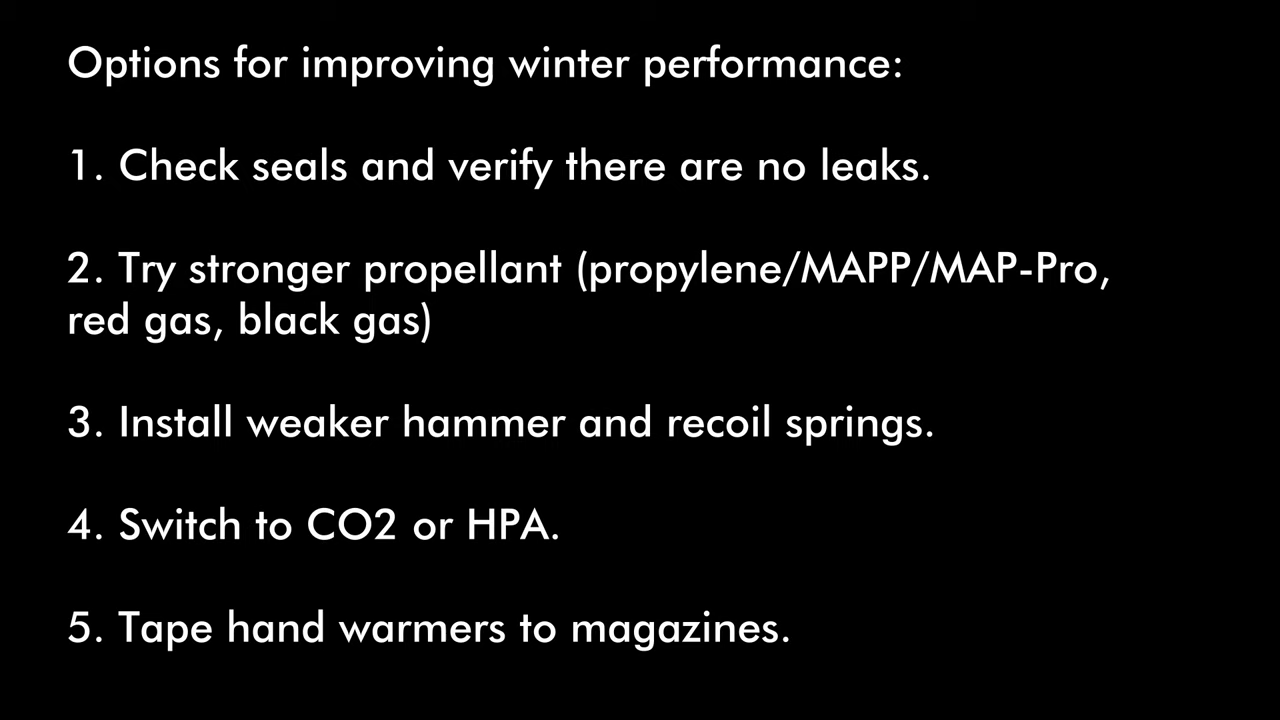 Options for improving winter performance:
1. Check seals and verify there are no leaks.
2. Try stronger propellant (propylene/MAPP/MAP-Pro,
red gas, black gas)
3. Install weaker hammer and recoil springs.
4. Switch to CO2 or HPA.
5. Tape hand warmers to magazines.